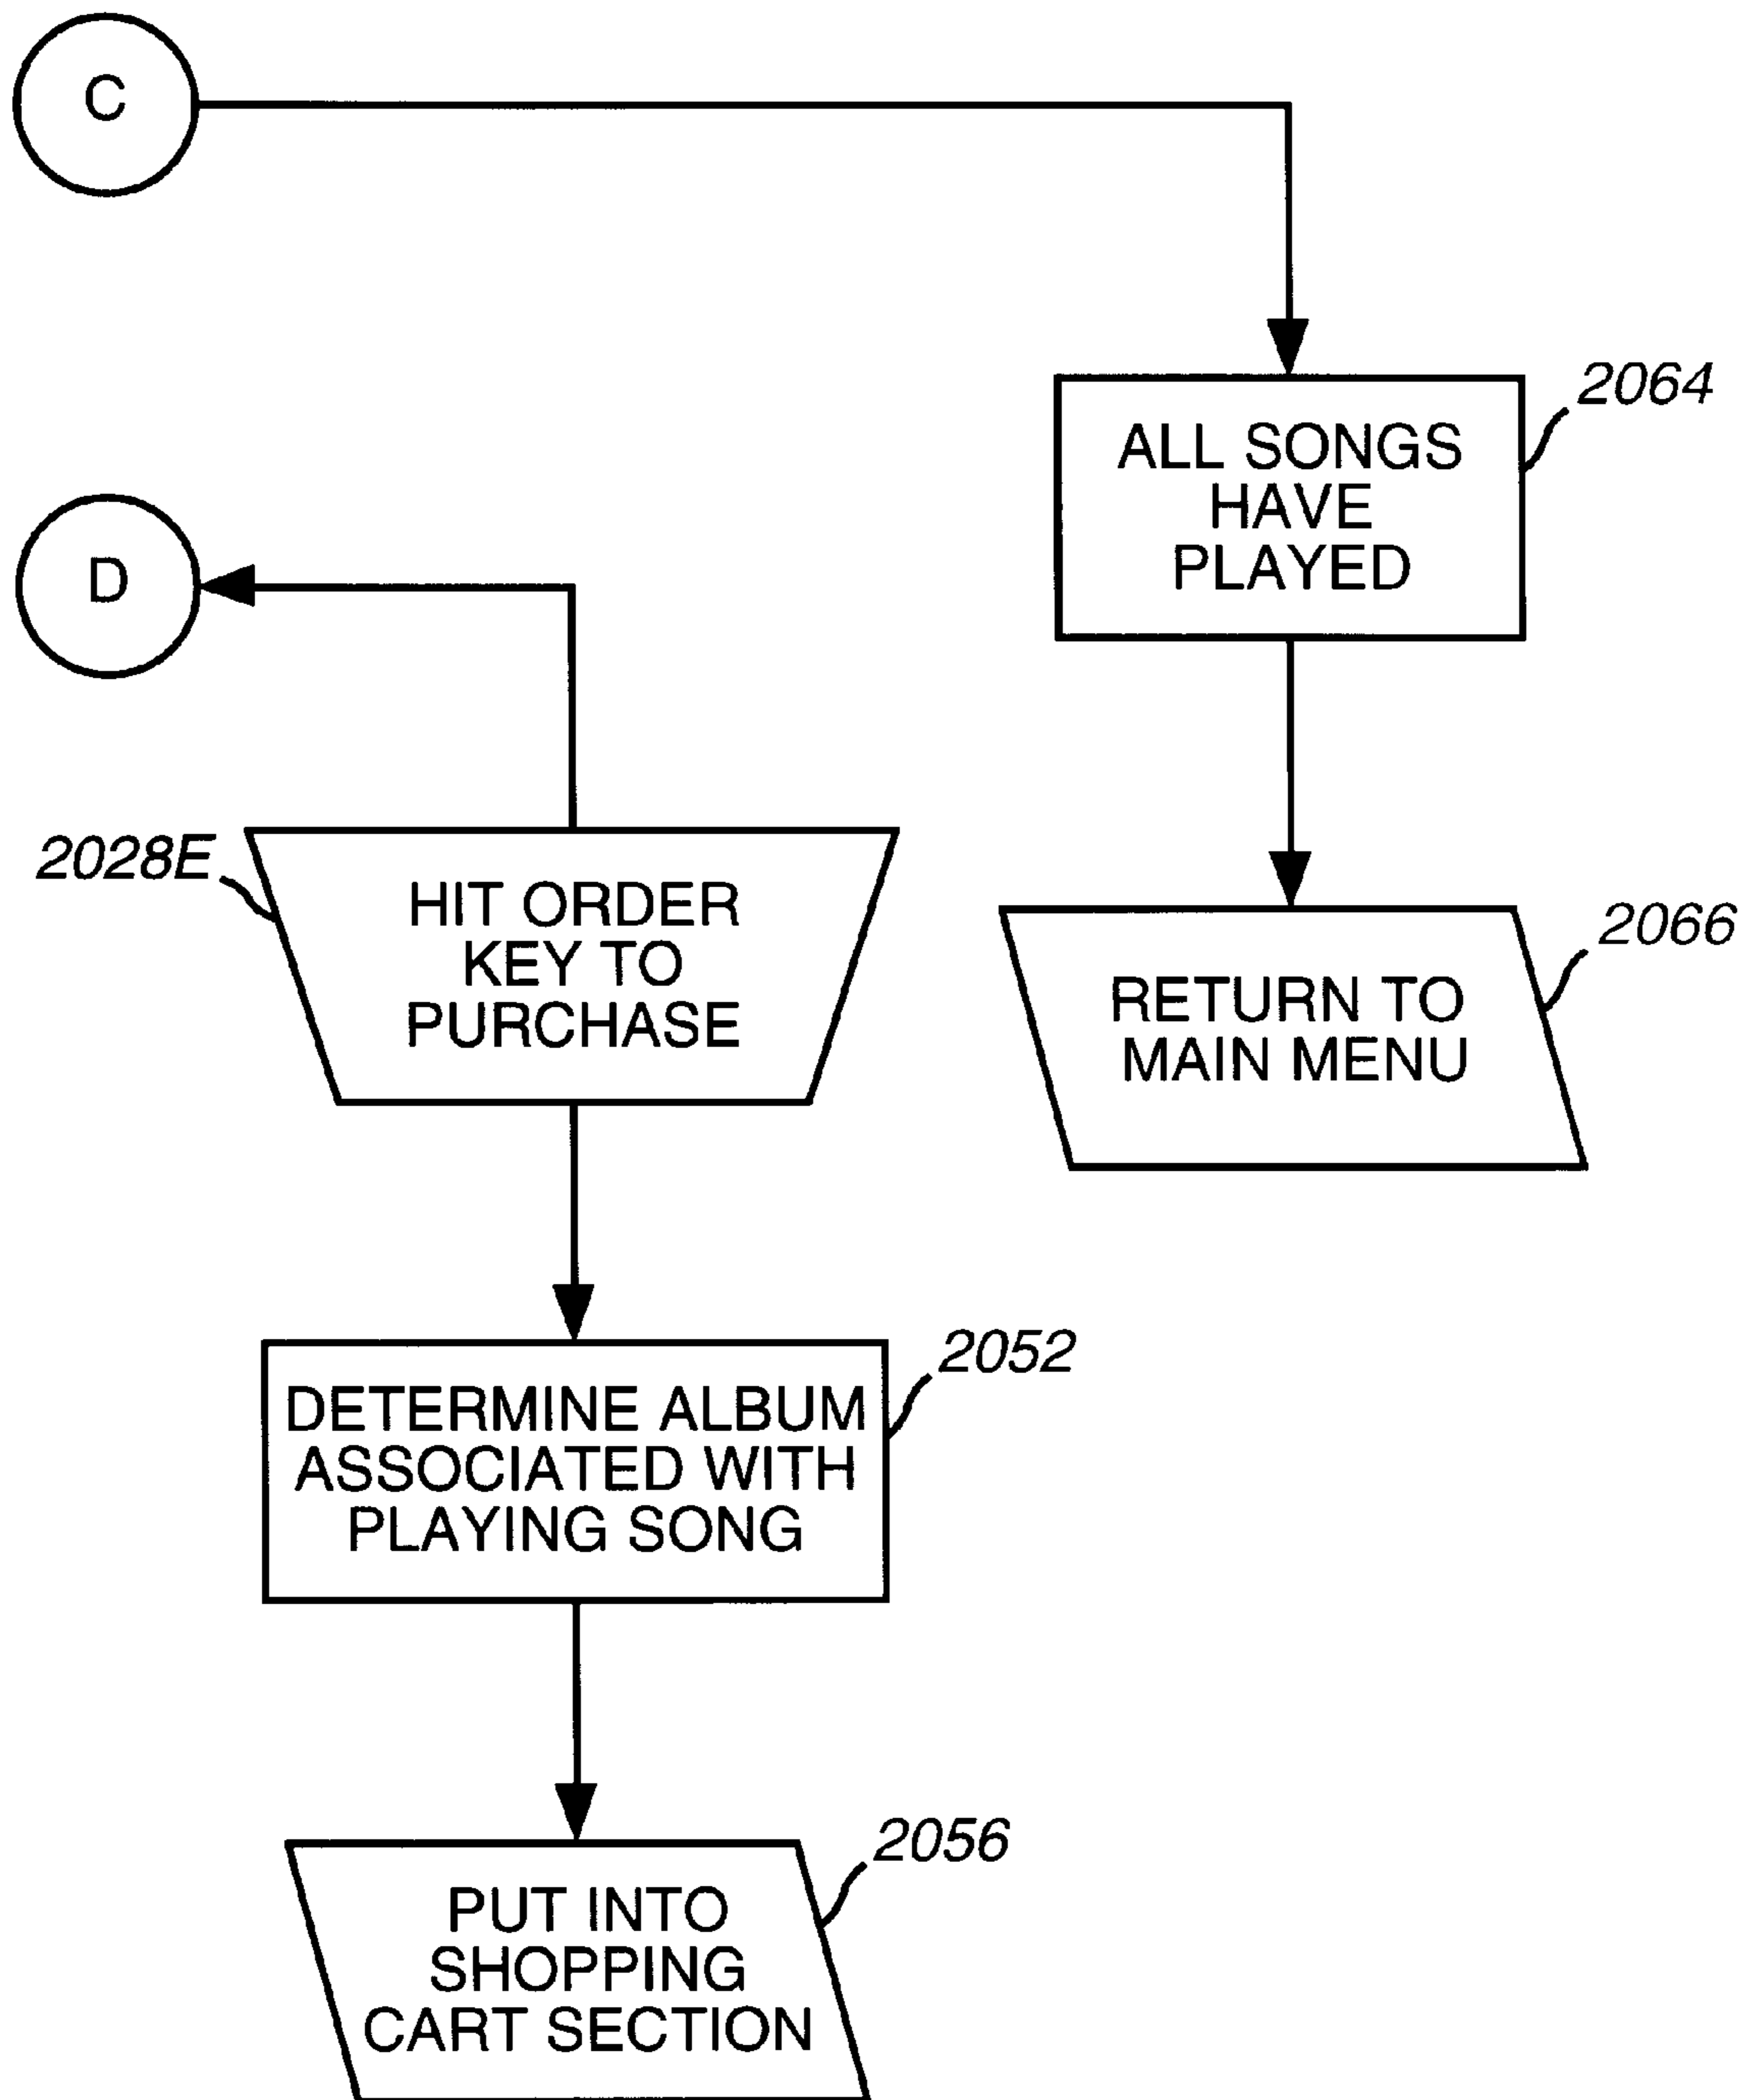 C
2064
ALL SONGS
HAVE
PLAYED
D
2028E
HIT ORDER
KEY TO
PURCHASE
2066
RETURN TO
MAIN MENU
2052
DETERMINE ALBUM
ASSOCIATED WITH
PLAYING SONG
2056
PUT INTO
SHOPPING
CART SECTION